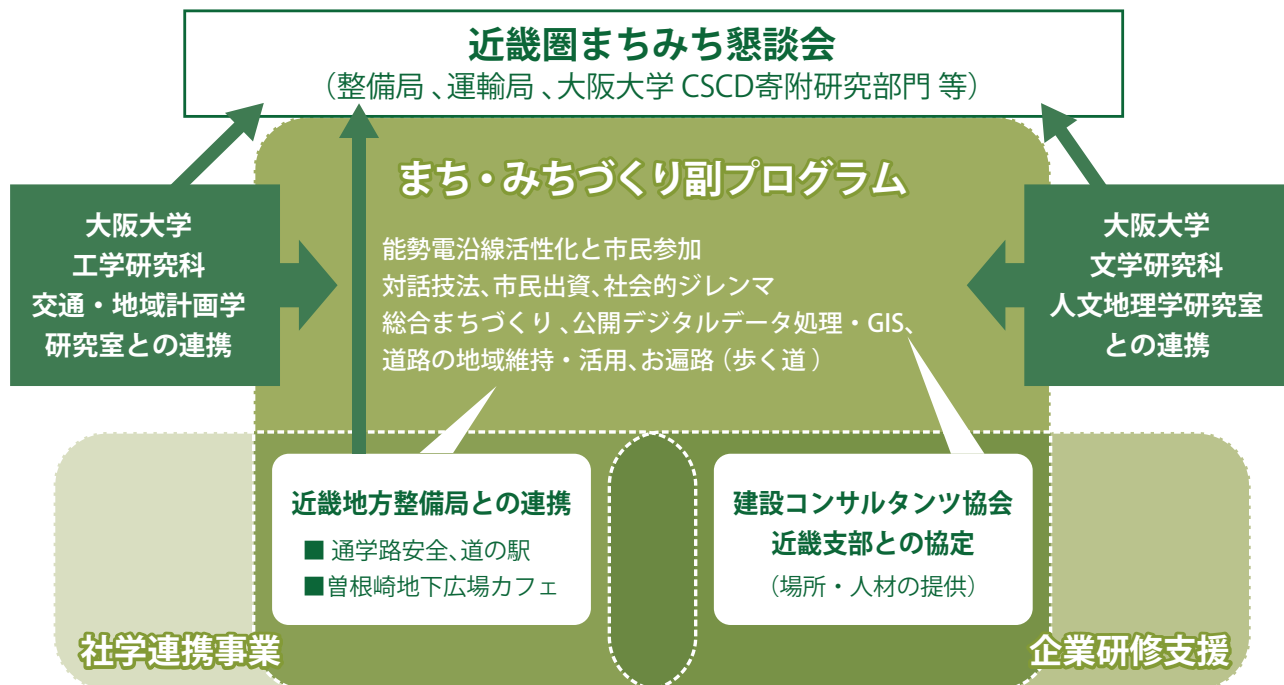 近畿圏まちみち懇談会
(整備局、運輸局、大阪大学 CSCD寄附研究部門 等)
まち・みちづくり副プログラム
大阪大学
工学研究科
交通・地域計画学
研究室との連携
能勢電沿線活性化と市民参加
対話技法、市民出資、社会的ジレンマ
総合まちづくり、公開デジタルデータ処理・GIS、
道路の地域維持・活用、お遍路(歩く道)
大阪大学
文学研究科
人文地理学研究室
との連携
近畿地方整備局との連携
■ 通学路安全、道の駅
■曽根崎地下広場カフェ
建設コンサルタンツ協会
近畿支部との協定
(場所・人材の提供)
社学連携事業
企業研修支援